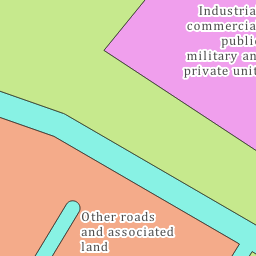 Industria
commercia
publi
military an
private unit
Other roads
and associated
land